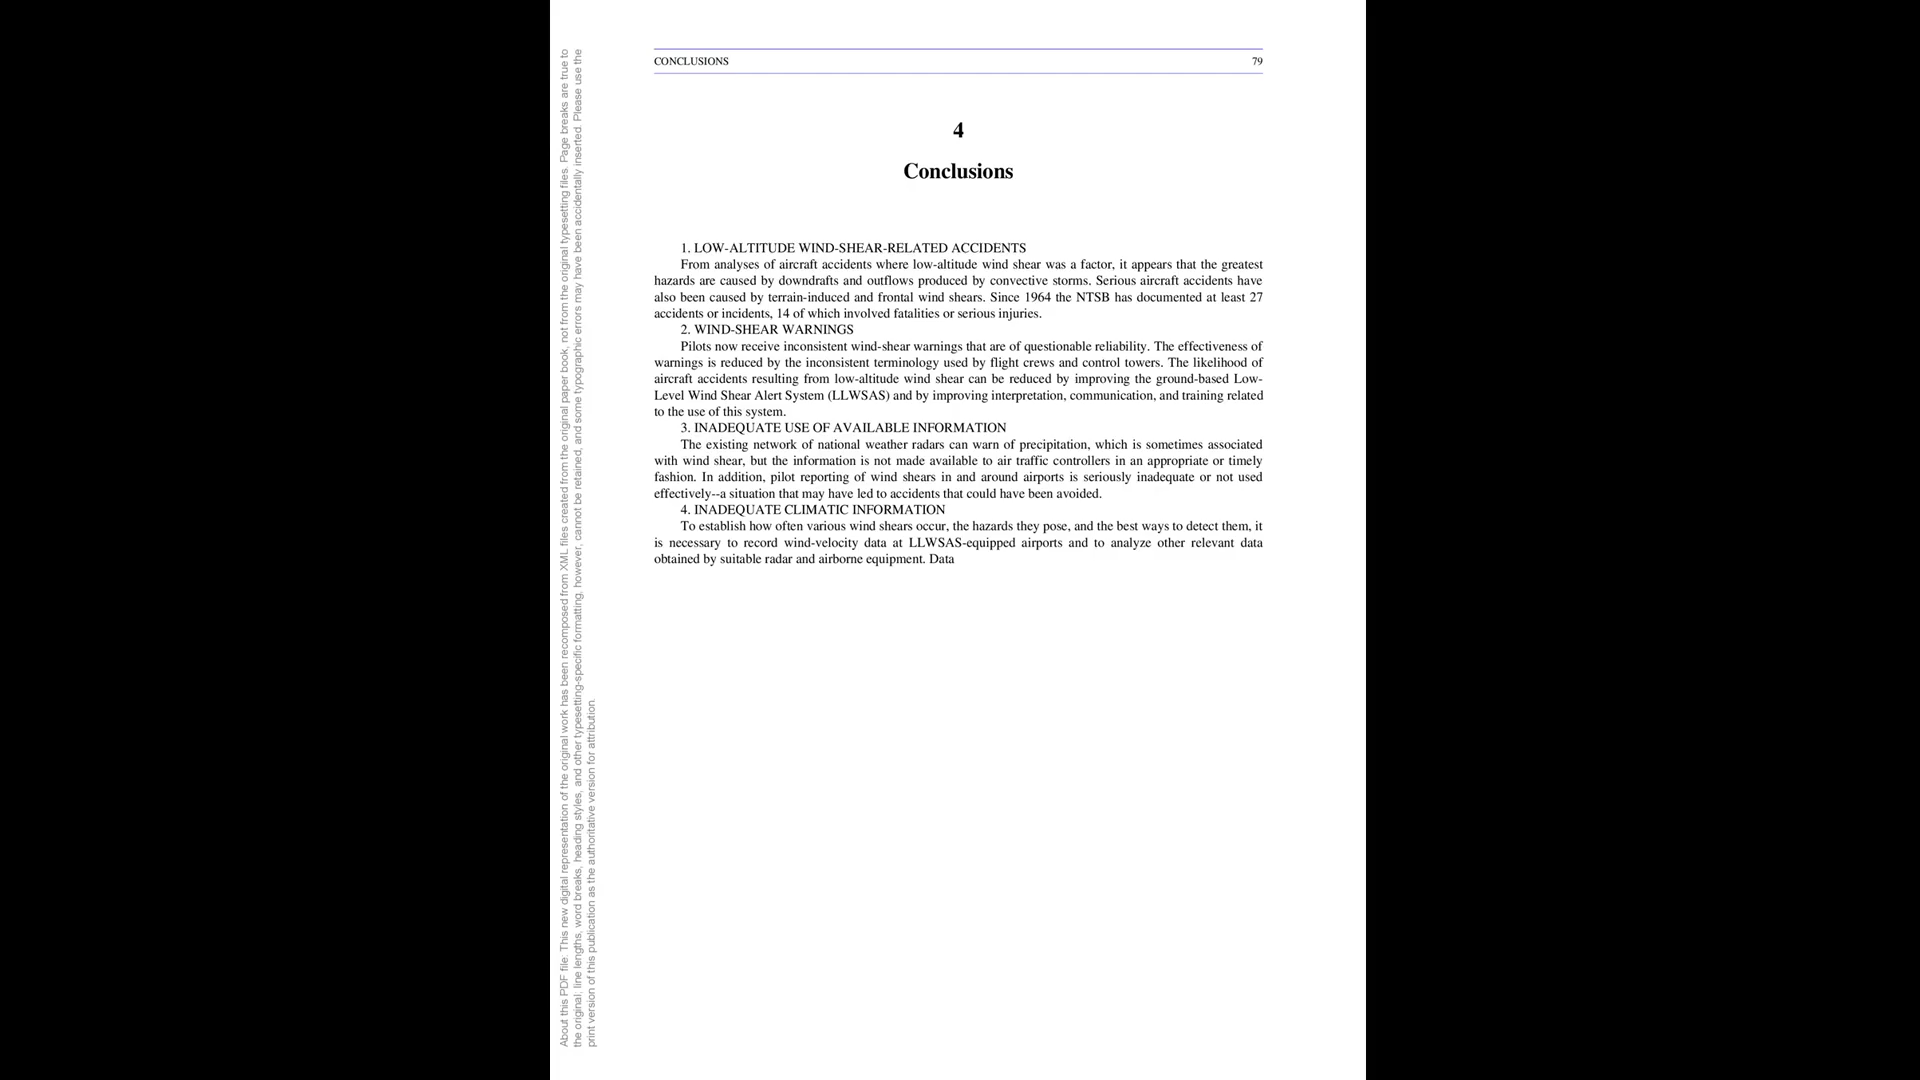 CONCLUSIONS 79
4
Conclusions
1. LOW-ALTITUDE WIND-SHEAR-RELATED ACCIDENTS
From analyses of aircraft accidents where low-altitude wind shear was a factor, it appears that the greatest
hazards are caused by downdrafts and outflows produced by convective storms. Serious aircraft accidents have
also been caused by terrain-induced and frontal wind shears. Since 1964 the NTSB has documented at least 27
accidents or incidents, 14 of which involved fatalities or serious injuries.
2. WIND-SHEAR WARNINGS
Pilots now receive inconsistent wind-shear warnings that are of questionable reliability. The effectiveness of
warnings is reduced by the inconsistent terminology used by flight crews and control towers. The likelihood of
aircraft accidents resulting from low-altitude wind shear can be reduced by improving the ground-based Low-
Level Wind Shear Alert System (LLWSAS) and by improving interpretation, communication, and training related
to the use of this system.
3. INADEQUATE USE OF AVAILABLE INFORMATION
The existing network of national weather radars can warn of precipitation, which is sometimes associated
with wind shear, but the information is not made available to air traffic controllers in an appropriate or timely
fashion. In addition, pilot reporting of wind shears in and around airports is seriously inadequate or not used
effectively--a situation that may have led to accidents that could have been avoided.
4. INADEQUATE CLIMATIC INFORMATION
To establish how often various wind shears occur, the hazards they pose, and the best ways to detect them, it
is necessary to record wind-velocity data at LLWSAS-equipped airports and to analyze other relevant data
obtained by suitable radar and airborne equipment. Data
About this PDF file: This new digital representation of the original work has been recomposed from XML files created from the original paper book, not from the original typesetting files. Page breaks are true to
the original; line lengths, word breaks, heading styles, and other typesetting-specific formatting, however, cannot be retained, and some typographic errors may have been accidentally inserted. Please use the
print version of this publication as the authoritative version for attribution.